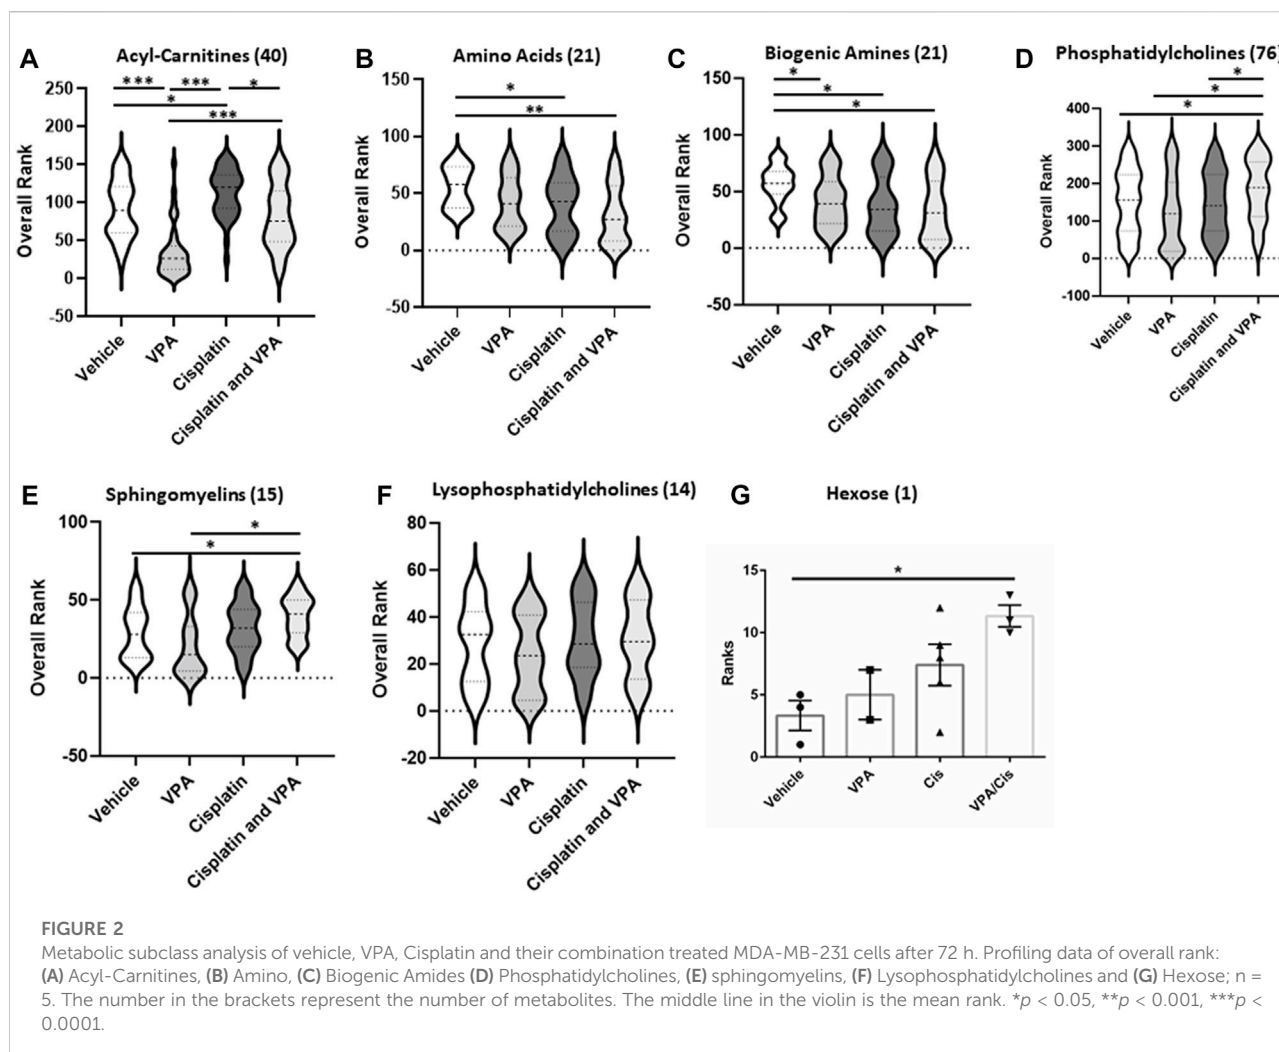 A
Acyl-Carnitines (40)
Overall Rank
250
200
150
100
50
0
-50
***
***
*
*
***
Vehicle
VPA
Cisplatin
Cisplatin and VPA
B
Amino Acids (21)
Overall Rank
150
100
50
0
-50
*
**
Vehicle
VPA
Cisplatin
Cisplatin and VPA
C
Biogenic Amines (21)
Overall Rank
150
100
50
0
-50
*
*
*
Vehicle
VPA
Cisplatin
Cisplatin and VPA
D
Phosphatidylcholines (76)
Overall Rank
400
300
200
100
0
-100
*
*
*
Vehicle
VPA
Cisplatin
Cisplatin and VPA
E
Sphingomyelins (15)
Overall Rank
100
50
0
-50
*
*
Vehicle
VPA
Cisplatin
Cisplatin and VPA
F
Lysophosphatidylcholines (14)
Overall Rank
80
60
40
20
0
-20
Vehicle
VPA
Cisplatin
Cisplatin and VPA
G
Hexose (1)
Ranks
15
10
5
0
*
Vehicle
VPA
Cis
VPA/Cis
FIGURE 2
Metabolic subclass analysis of vehicle, VPA, Cisplatin and their combination treated MDA-MB-231 cells after 72 h. Profiling data of overall rank:
(A) Acyl-Carnitines, (B) Amino, (C) Biogenic Amides (D) Phosphatidylcholines, (E) sphingomyelins, (F) Lysophosphatidylcholines and (G) Hexose; n =
5. The number in the brackets represent the number of metabolites. The middle line in the violin is the mean rank. *p < 0.05, **p < 0.001, ***p <
0.0001.